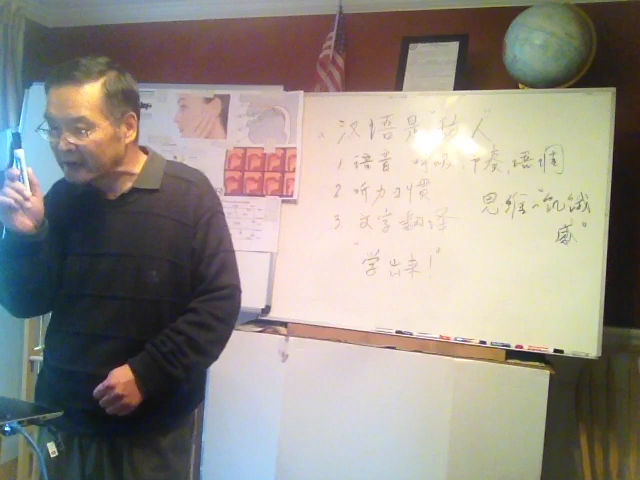 汉语是"  人"
1 语音 呼吸 节奏,语调
2 听力习惯
3 文字翻译
思维"饥饿
感"
"学出来!"